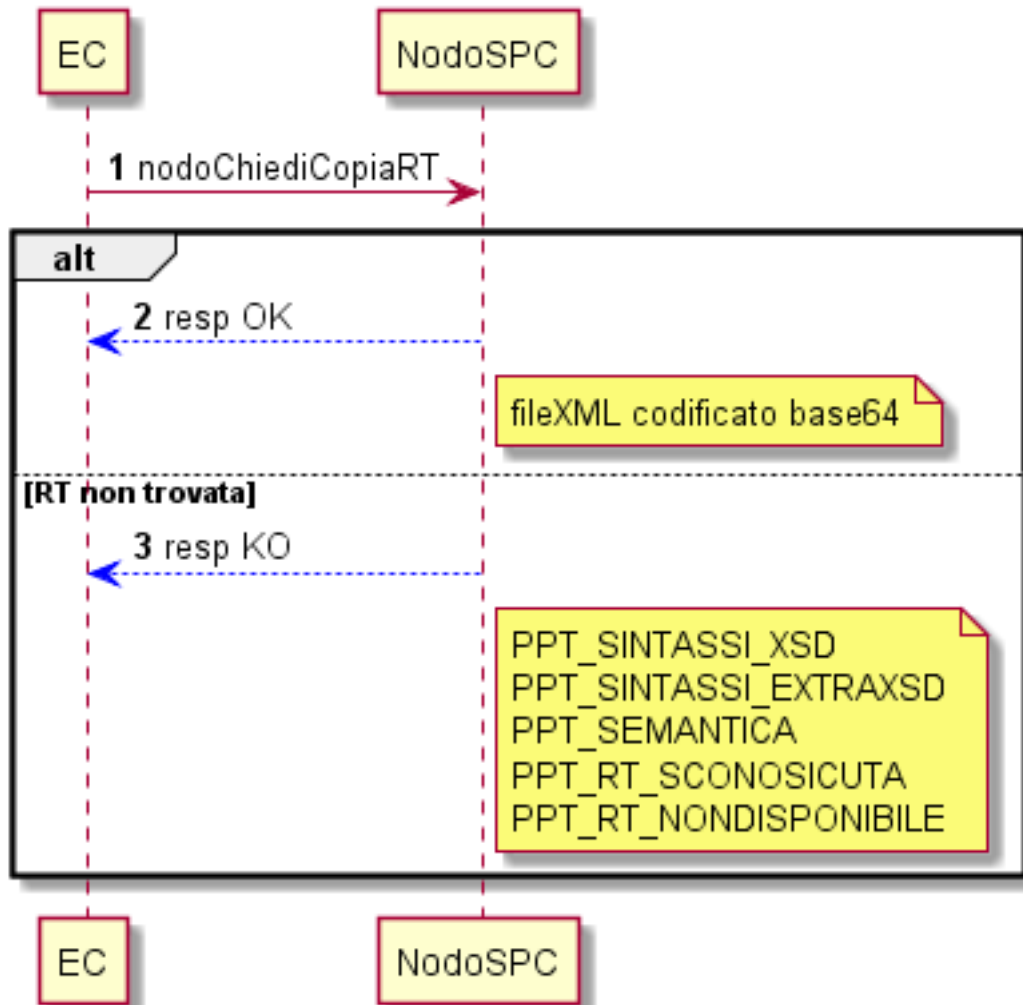 EC NodoSPC
1 nodoChiediCopiaRT
alt
2 resp OK
fileXML codificato base64
[RT non trovata]
3 resp KO
PPT_SINTASSI_XSD
PPT_SINTASSI_EXTRAXSD
PPT_SEMANTICA
PPT_RT_SCONOSICUTA
PPT_RT_NONDISPONIBILE
EC NodoSPC